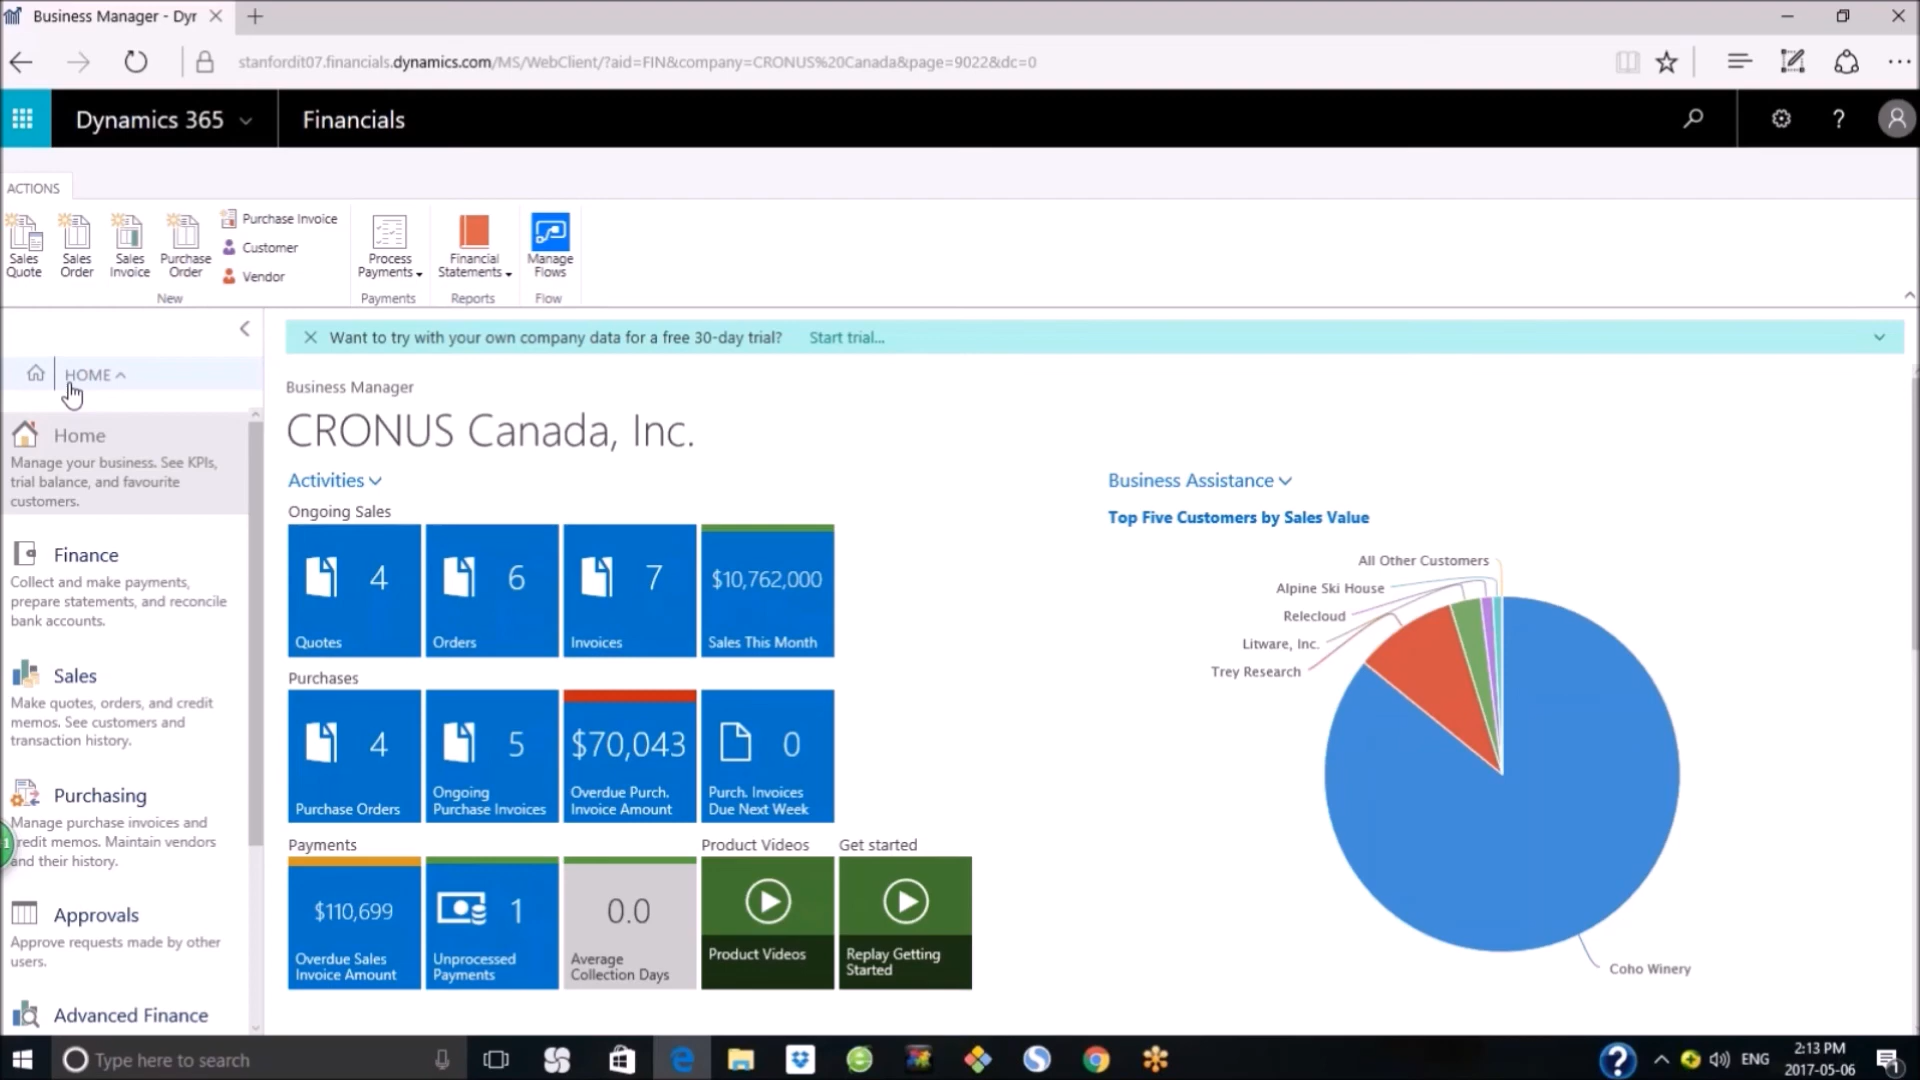 Business Manager - Dyr
stanfordit07.financials.dynamics.com/MS/WebClient/?aid=FIN&company=CRONUS%20Canada&page=9022&dc=0
Dynamics 365
Financials
?
ACTIONS
Sales Quote
Sales Order
Sales Invoice
Purchase Order
Purchase Invoice
Customer
Vendor
New
Process Payments
Payments
Financial Statements
Reports
Manage Flows
Flow
Want to try with your own company data for a free 30-day trial? Start trial...
HOME
Home
Manage your business. See KPIs,
trial balance, and favourite
customers.
Finance
Collect and make payments,
prepare statements, and reconcile
bank accounts.
Sales
Make quotes, orders, and credit
memos. See customers and
transaction history.
Purchasing
Manage purchase invoices and
credit memos. Maintain vendors
and their history.
1
Approvals
Approve requests made by other
users.
Advanced Finance
Business Manager
CRONUS Canada, Inc.
Activities
Ongoing Sales
4
Quotes
6
Orders
7
Invoices
$10,762,000
Sales This Month
Purchases
4
Purchase Orders
5
Ongoing
Purchase Invoices
$70,043
Overdue Purch.
Invoice Amount
0
Purch. Invoices
Due Next Week
Payments
$110,699
Overdue Sales
Invoice Amount
1
Unprocessed
Payments
0.0
Average
Collection Days
Product Videos
Product Videos
Get started
Replay Getting
Started
Business Assistance
Top Five Customers by Sales Value
All Other Customers
Alpine Ski House
Relecloud
Litware, Inc.
Trey Research
Coho Winery
Type here to search
?
ENG
2:13 PM
2017-05-06
1